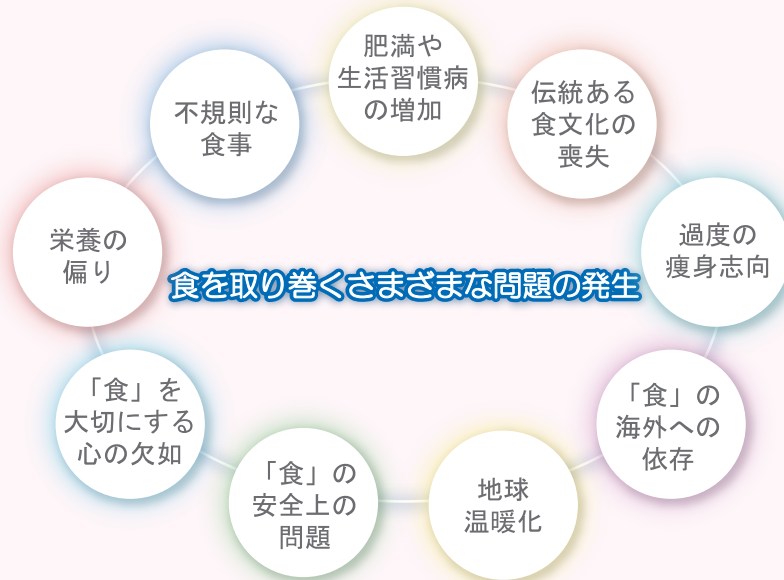 肥満や
生活習慣病
の増加
伝統ある
食文化の
喪失
過度の
痩身志向
「食」の
海外への
依存
地球
温暖化
「食」の
安全上の
問題
「食」を
大切にする
心の欠如
栄養の
偏り
不規則な
食事
食を取り巻くさまざまな問題の発生